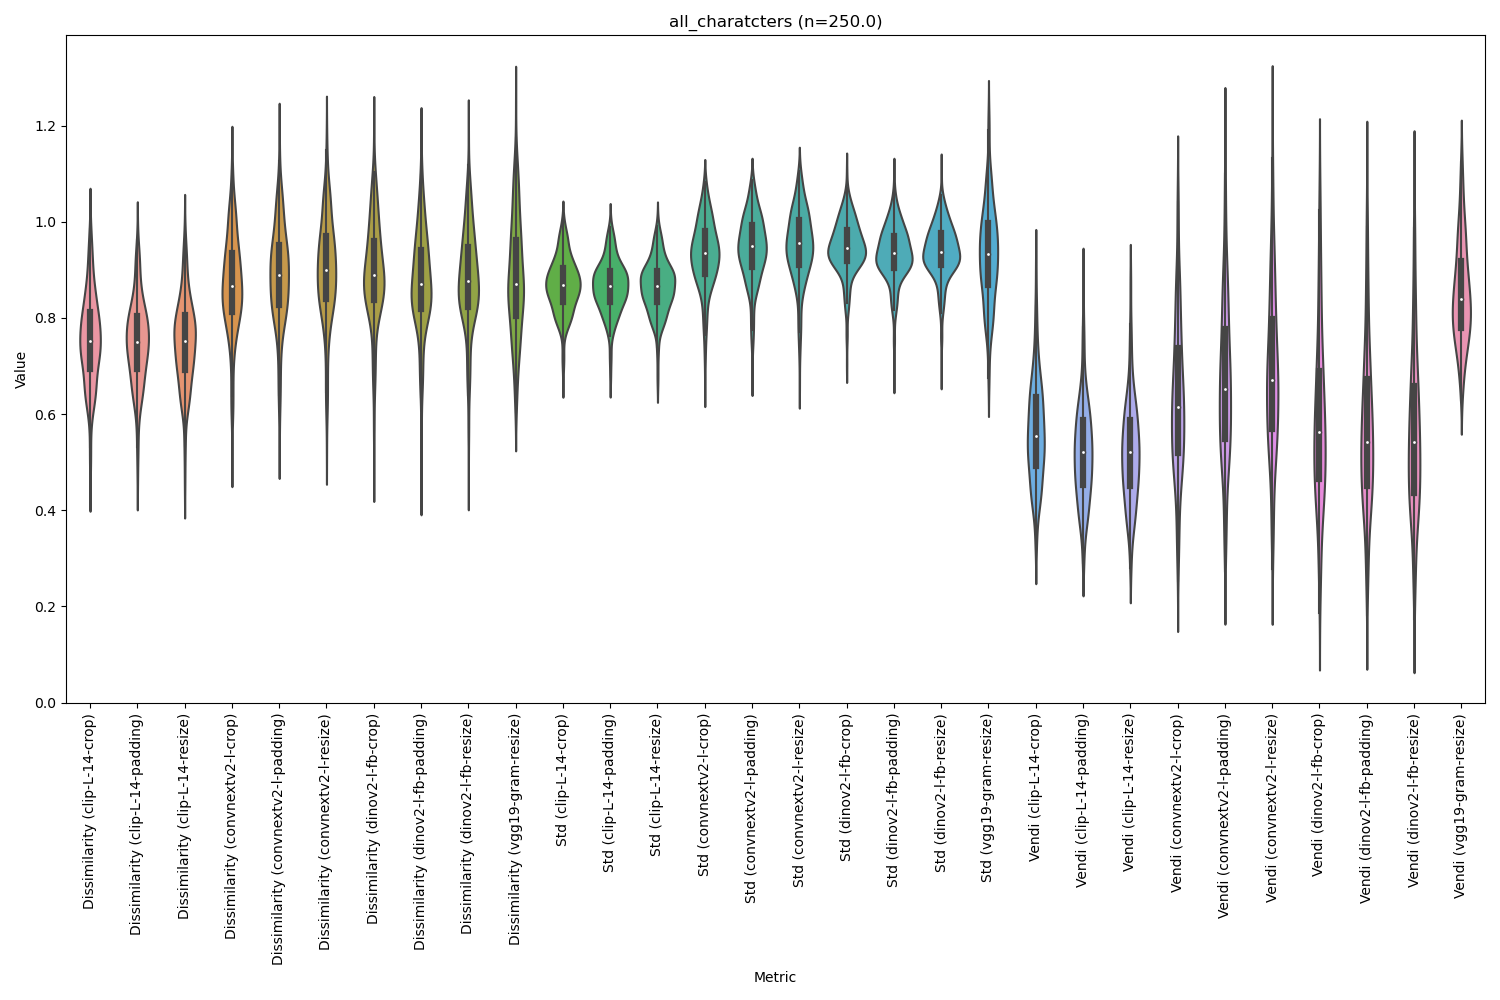 all_charatcters (n=250.0)
Value
1.2
1.0
0.8
0.6
0.4
0.2
0.0
Dissimilarity (clip-L-14-crop)
Dissimilarity (clip-L-14-padding)
Dissimilarity (clip-L-14-resize)
Dissimilarity (convnextv2-l-crop)
Dissimilarity (convnextv2-l-padding)
Dissimilarity (convnextv2-l-resize)
Dissimilarity (dinov2-l-fb-crop)
Dissimilarity (dinov2-l-fb-padding)
Dissimilarity (dinov2-l-fb-resize)
Dissimilarity (vgg19-gram-resize)
Std (clip-L-14-crop)
Std (clip-L-14-padding)
Std (clip-L-14-resize)
Std (convnextv2-l-crop)
Std (convnextv2-l-padding)
Std (convnextv2-l-resize)
Std (dinov2-l-fb-crop)
Std (dinov2-l-fb-padding)
Std (dinov2-l-fb-resize)
Std (vgg19-gram-resize)
Vendi (clip-L-14-crop)
Vendi (clip-L-14-padding)
Vendi (clip-L-14-resize)
Vendi (convnextv2-l-crop)
Vendi (convnextv2-l-padding)
Vendi (convnextv2-l-resize)
Vendi (dinov2-l-fb-crop)
Vendi (dinov2-l-fb-padding)
Vendi (dinov2-l-fb-resize)
Vendi (vgg19-gram-resize)
Metric